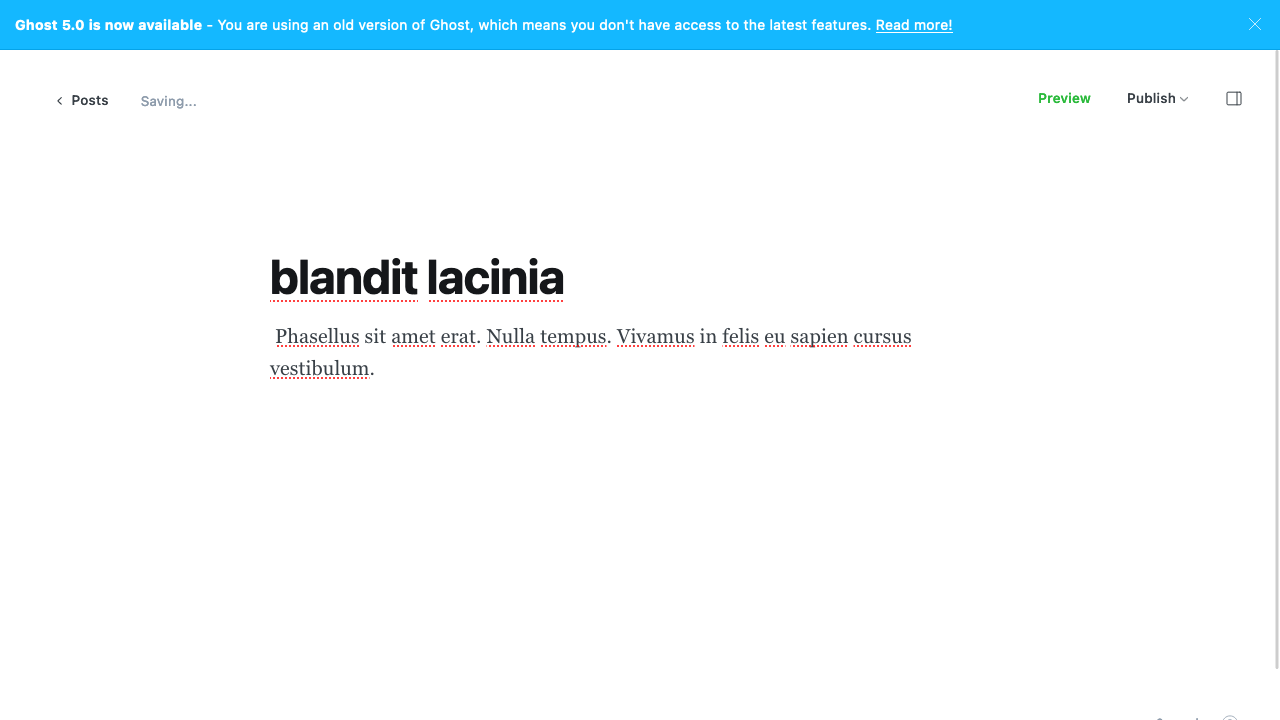 Ghost 5.0 is now available - You are using an old version of Ghost, which means you don't have access to the latest features. Read more!
Posts
Saving...
Preview
Publish
blandit lacinia
Phasellus sit amet erat. Nulla tempus. Vivamus in felis eu sapien cursus
vestibulum.